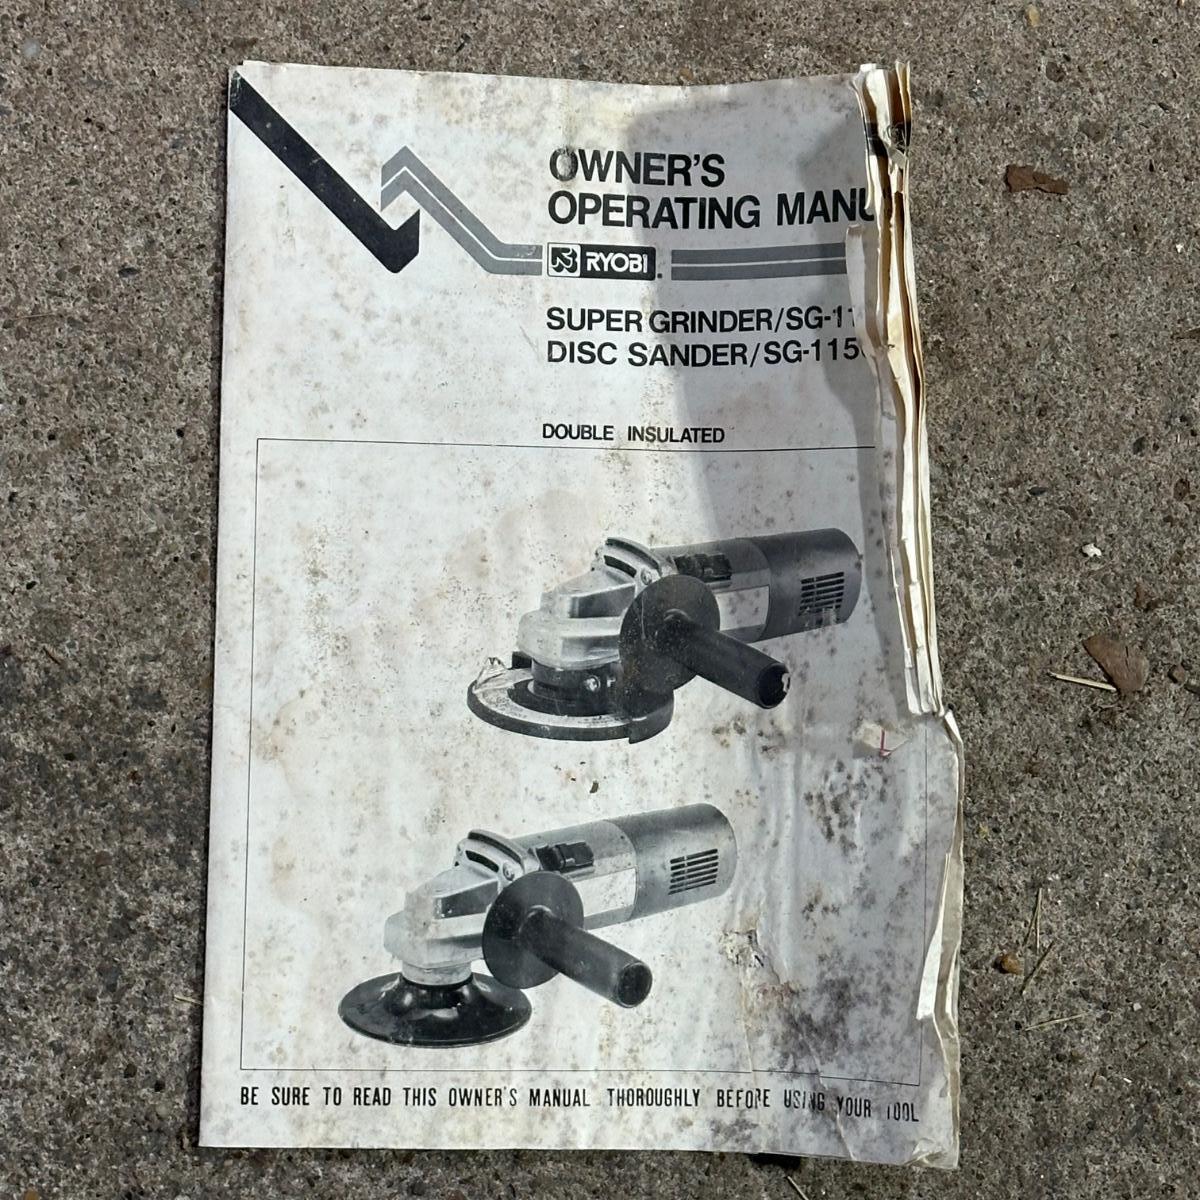 OWNER'S
OPERATING MANU
RYOBI
SUPER GRINDER/SG-11
DISC SANDER/SG-115
DOUBLE INSULATED
BE SURE TO READ THIS OWNER'S MANUAL THOROUGHLY BEFORE USING YOUR TOOL